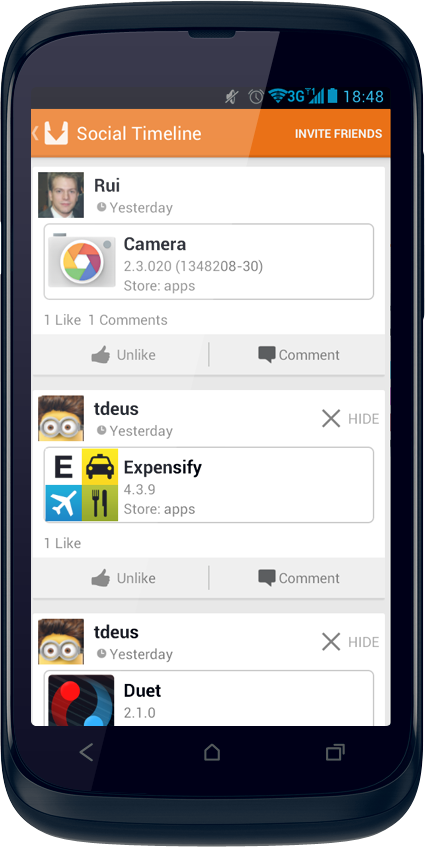 3G T↑ 18:48
Social Timeline INVITE FRIENDS
Rui
Yesterday
Camera
2.3.020 (1348208-30)
Store: apps
1 Like 1 Comments
Unlike Comment
tdeus HIDE
Yesterday
E Expensify
4.3.9
Store: apps
1 Like
Unlike Comment
tdeus HIDE
Yesterday
Duet
2.1.0